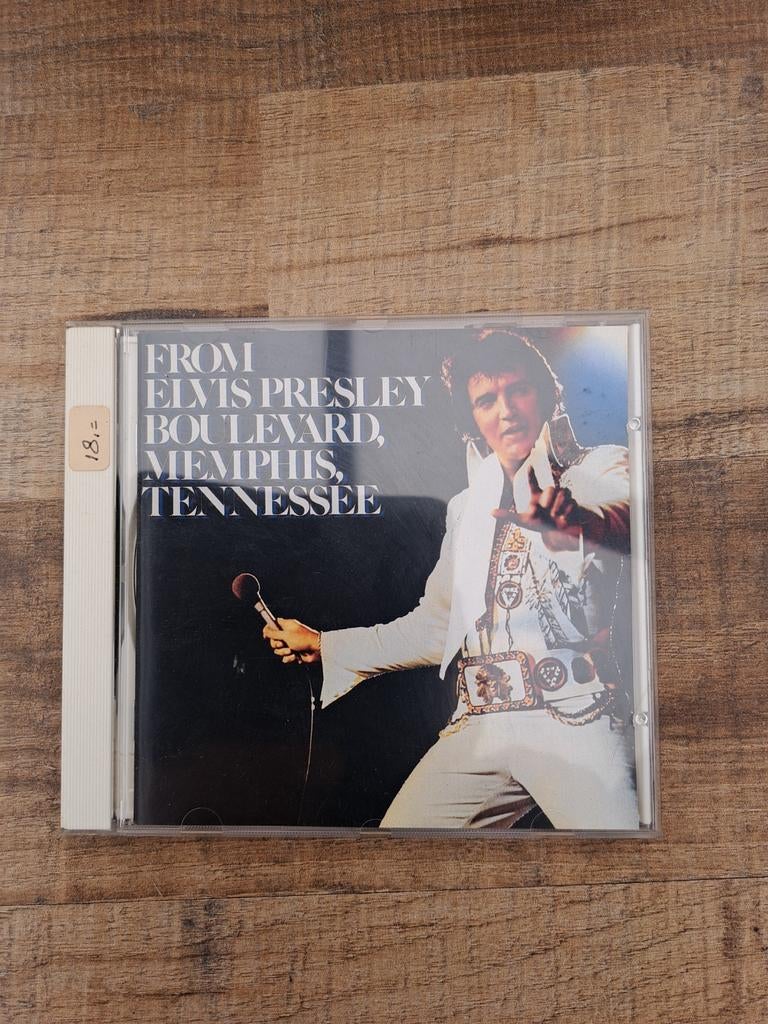 FROM
ELVIS PRESLEY
BOULEVARD,
MEMPHIS,
TENNESSEE
18,=